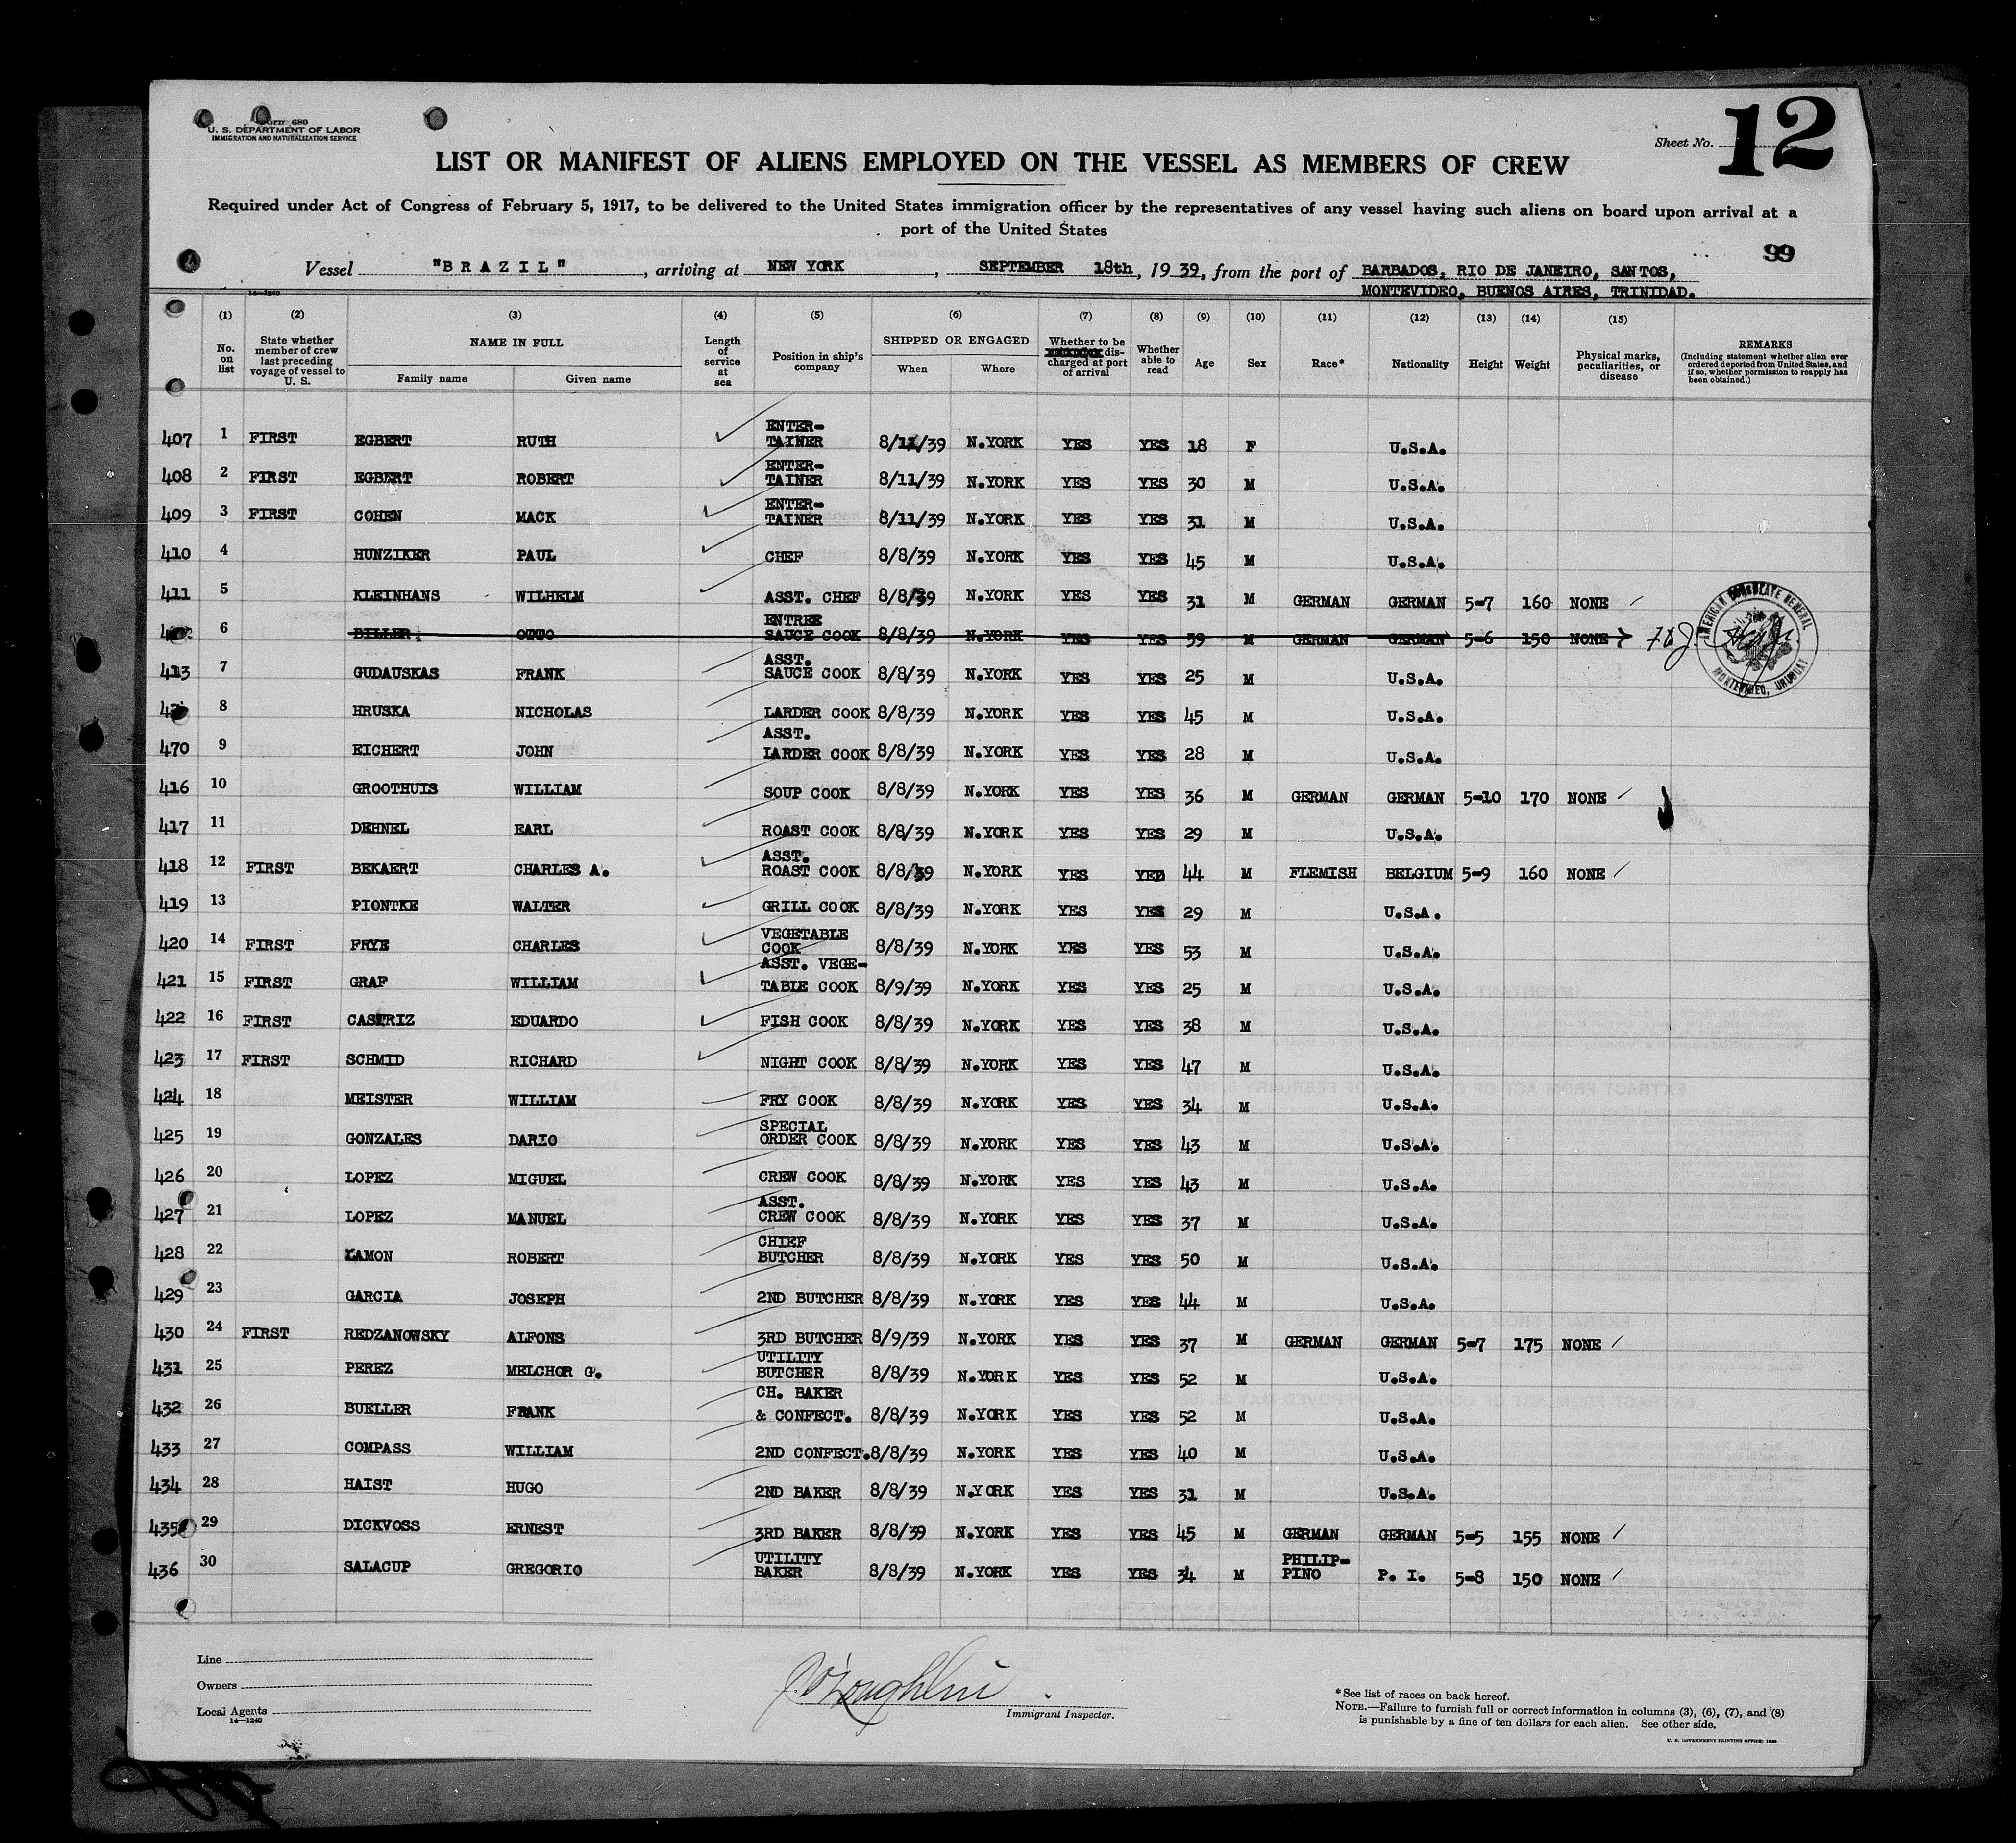 Form 680
U. S. DEPARTMENT OF LABOR
IMMIGRATION AND NATURALIZATION SERVICE
Sheet No. 12
LIST OR MANIFEST OF ALIENS EMPLOYED ON THE VESSEL AS MEMBERS OF CREW
Required under Act of Congress of February 5, 1917, to be delivered to the United States immigration officer by the representatives of any vessel having such aliens on board upon arrival at a
port of the United States
99
Vessel "BRAZIL", arriving at NEW YORK, SEPTEMBER 18th, 1939, from the port of BARBADOS, RIO DE JANEIRO, SANTOS,
MONTEVIDEO, BUENOS AIRES, TRINIDAD.
14—1240
(1) (2) (3) (4) (5) (6) (7) (8) (9) (10) (11) (12) (13) (14) (15)
No. on list
State whether member of crew last preceding voyage of vessel to U. S.
NAME IN FULL
Family name
Given name
Length of service at sea
Position in ship's company
SHIPPED OR ENGAGED
When
Where
Whether to be discharged at port of arrival
Whether able to read
Age
Sex
Race*
Nationality
Height
Weight
Physical marks, peculiarities, or disease
REMARKS
(Including statement whether alien ever ordered deported from United States, and if so, whether permission to reapply has been obtained.)
407 1 FIRST EGBERT RUTH ENTER-TAINER 8/11/39 N.YORK YES YES 18 F U.S.A.
408 2 FIRST EGBERT ROBERT ENTER-TAINER 8/11/39 N.YORK YES YES 30 M U.S.A.
409 3 FIRST COHEN MACK ENTER-TAINER 8/11/39 N.YORK YES YES 31 M U.S.A.
410 4 HUNZIKER PAUL CHEF 8/8/39 N.YORK YES YES 45 M U.S.A.
411 5 KLEINHANS WILHELM ASST. CHEF 8/8/39 N.YORK YES YES 31 M GERMAN GERMAN 5-7 160 NONE
6 BILLER OTTO ENTREE SAUCE COOK 8/8/39 N.YORK YES YES 39 M GERMAN GERMAN 5-6 150 NONE
AMERICAN CONSULATE GENERAL
MONTEVIDEO, URUGUAY
413 7 GUDAUSKAS FRANK ASST. SAUCE COOK 8/8/39 N.YORK YES YES 25 M U.S.A.
8 HRUSKA NICHOLAS LARDER COOK 8/8/39 N.YORK YES YES 45 M U.S.A.
470 9 EICHERT JOHN ASST. LARDER COOK 8/8/39 N.YORK YES YES 28 M U.S.A.
416 10 GROOTHUIS WILLIAM SOUP COOK 8/8/39 N.YORK YES YES 36 M GERMAN GERMAN 5-10 170 NONE
417 11 DEHNEL EARL ROAST COOK 8/8/39 N.YORK YES YES 29 M U.S.A.
418 12 FIRST BEKAERT CHARLES A. ASST. ROAST COOK 8/8/39 N.YORK YES YED 44 M FLEMISH BELGIUM 5-9 160 NONE
419 13 PIONTKE WALTER GRILL COOK 8/8/39 N.YORK YES YES 29 M U.S.A.
420 14 FIRST FRYE CHARLES VEGETABLE COOK 8/8/39 N.YORK YES YES 53 M U.S.A.
421 15 FIRST GRAF WILLIAM ASST. VEGE-TABLE COOK 8/9/39 N.YORK YES YES 25 M U.S.A.
422 16 FIRST CASTRIZ EDUARDO FISH COOK 8/8/39 N.YORK YES YES 38 M U.S.A.
423 17 FIRST SCHMID RICHARD NIGHT COOK 8/8/39 N.YORK YES YES 47 M U.S.A.
424 18 MEISTER WILLIAM FRY COOK 8/8/39 N.YORK YES YES 34 M U.S.A.
425 19 GONZALES DARIO SPECIAL ORDER COOK 8/8/39 N.YORK YES YES 43 M U.S.A.
426 20 LOPEZ MIGUEL CREW COOK 8/8/39 N.YORK YES YES 43 M U.S.A.
427 21 LOPEZ MANUEL ASST. CREW COOK 8/8/39 N.YORK YES YES 37 M U.S.A.
428 22 LAMON ROBERT CHIEF BUTCHER 8/8/39 N.YORK YES YES 50 M U.S.A.
429 23 GARCIA JOSEPH 2ND BUTCHER 8/8/39 N.YORK YES YES 44 M U.S.A.
430 24 FIRST REDZANOWSKY ALFONS 3RD BUTCHER 8/9/39 N.YORK YES YES 37 M GERMAN GERMAN 5-7 175 NONE
431 25 PEREZ MELCHOR G. UTILITY BUTCHER 8/8/39 N.YORK YES YES 52 M U.S.A.
432 26 BUELLER FRANK CH. BAKER & CONFECT. 8/8/39 N.YORK YES YES 52 M U.S.A.
433 27 COMPASS WILLIAM 2ND CONFECT. 8/8/39 N.YORK YES YES 40 M U.S.A.
434 28 HAIST HUGO 2ND BAKER 8/8/39 N.YORK YES YES 31 M U.S.A.
435 29 DICKVOSS ERNEST 3RD BAKER 8/8/39 N.YORK YES YES 45 M GERMAN GERMAN 5-5 155 NONE
436 30 SALACUP GREGORIO UTILITY BAKER 8/8/39 N.YORK YES YES 34 M PHILIP-PINO P. I. 5-8 150 NONE
Line
Owners
Local Agents
14—1240
J O'Loughlin
Immigrant Inspector.
*See list of races on back hereof.
NOTE.—Failure to furnish full or correct information in columns (3), (6), (7), and (8)
is punishable by a fine of ten dollars for each alien. See other side.